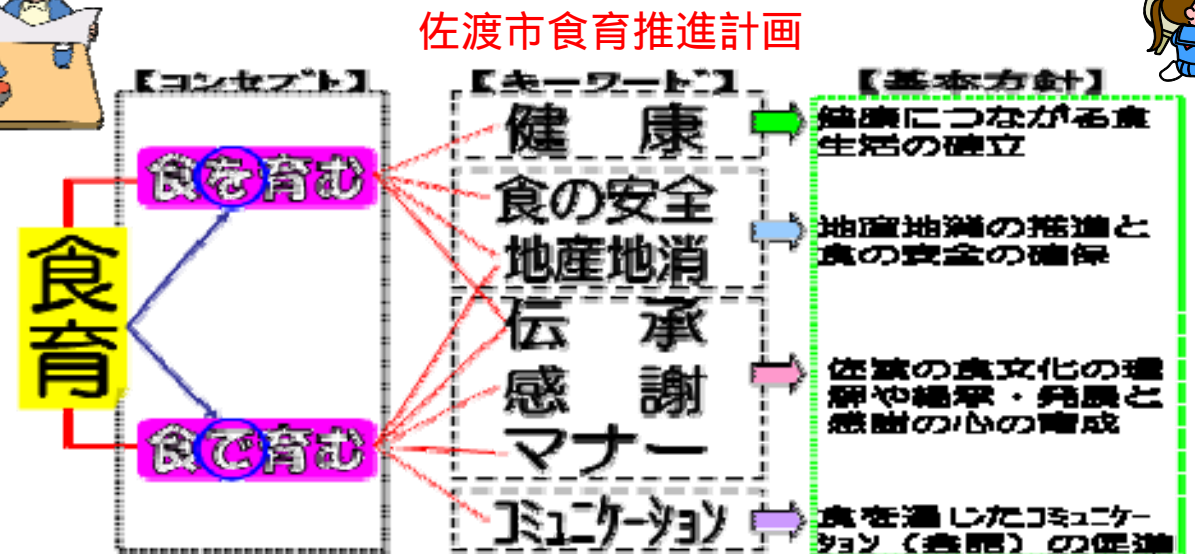 佐渡市食育推進計画
【コンセプト】
【キーワード】
【基本方針】
食育
食を育む
食で育む
健 康
食の安全
地産地消
伝 承
感 謝
マナー
コミュニケーション
健康につながる食
生活の確立
地産地消の推進と
食の安全の確保
佐渡の食文化の理
解や継承・発展と
感謝の心の育成
食を通じたコミュニケー
ション( )の促進